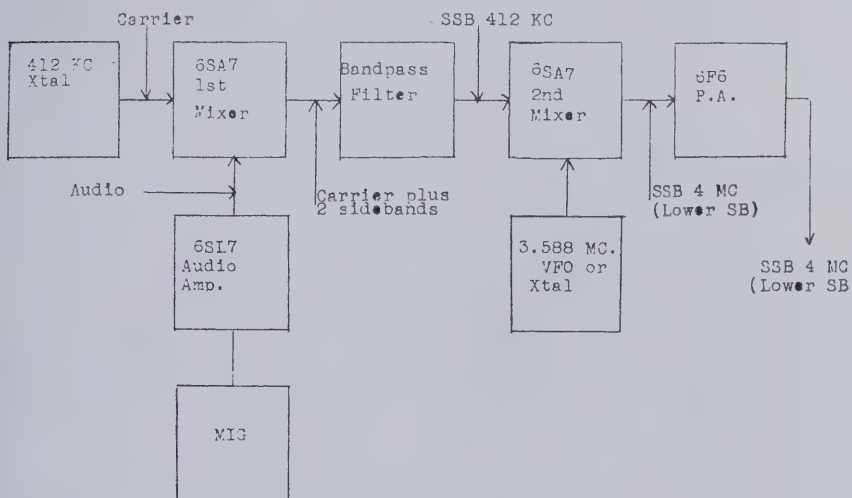 Carrier
SSB 412 KC
412 KC
Xtal
6SA7
1st
Mixer
Bandpass
Filter
6SA7
2nd
Mixer
6F6
P.A.
Audio
Carrier plus
2 sidebands
SSB 4 MC
(Lower SB)
6SL7
Audio
Amp.
3.588 MC.
VFO or
Xtal
SSB 4 MC
(Lower SB
MIC